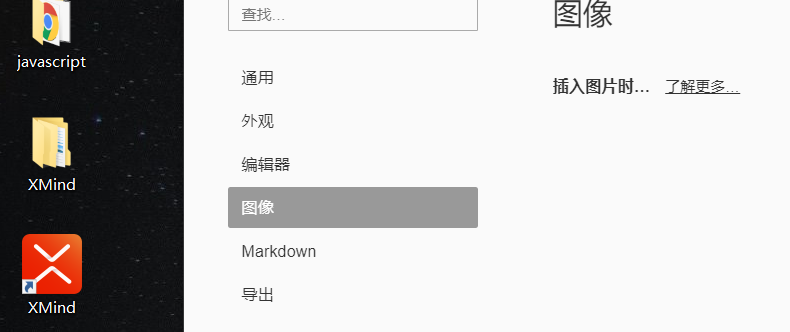 javascript
XMind
XMind
查找...
通用
外观
编辑器
图像
Markdown
导出
图像
插入图片时... 了解更多...